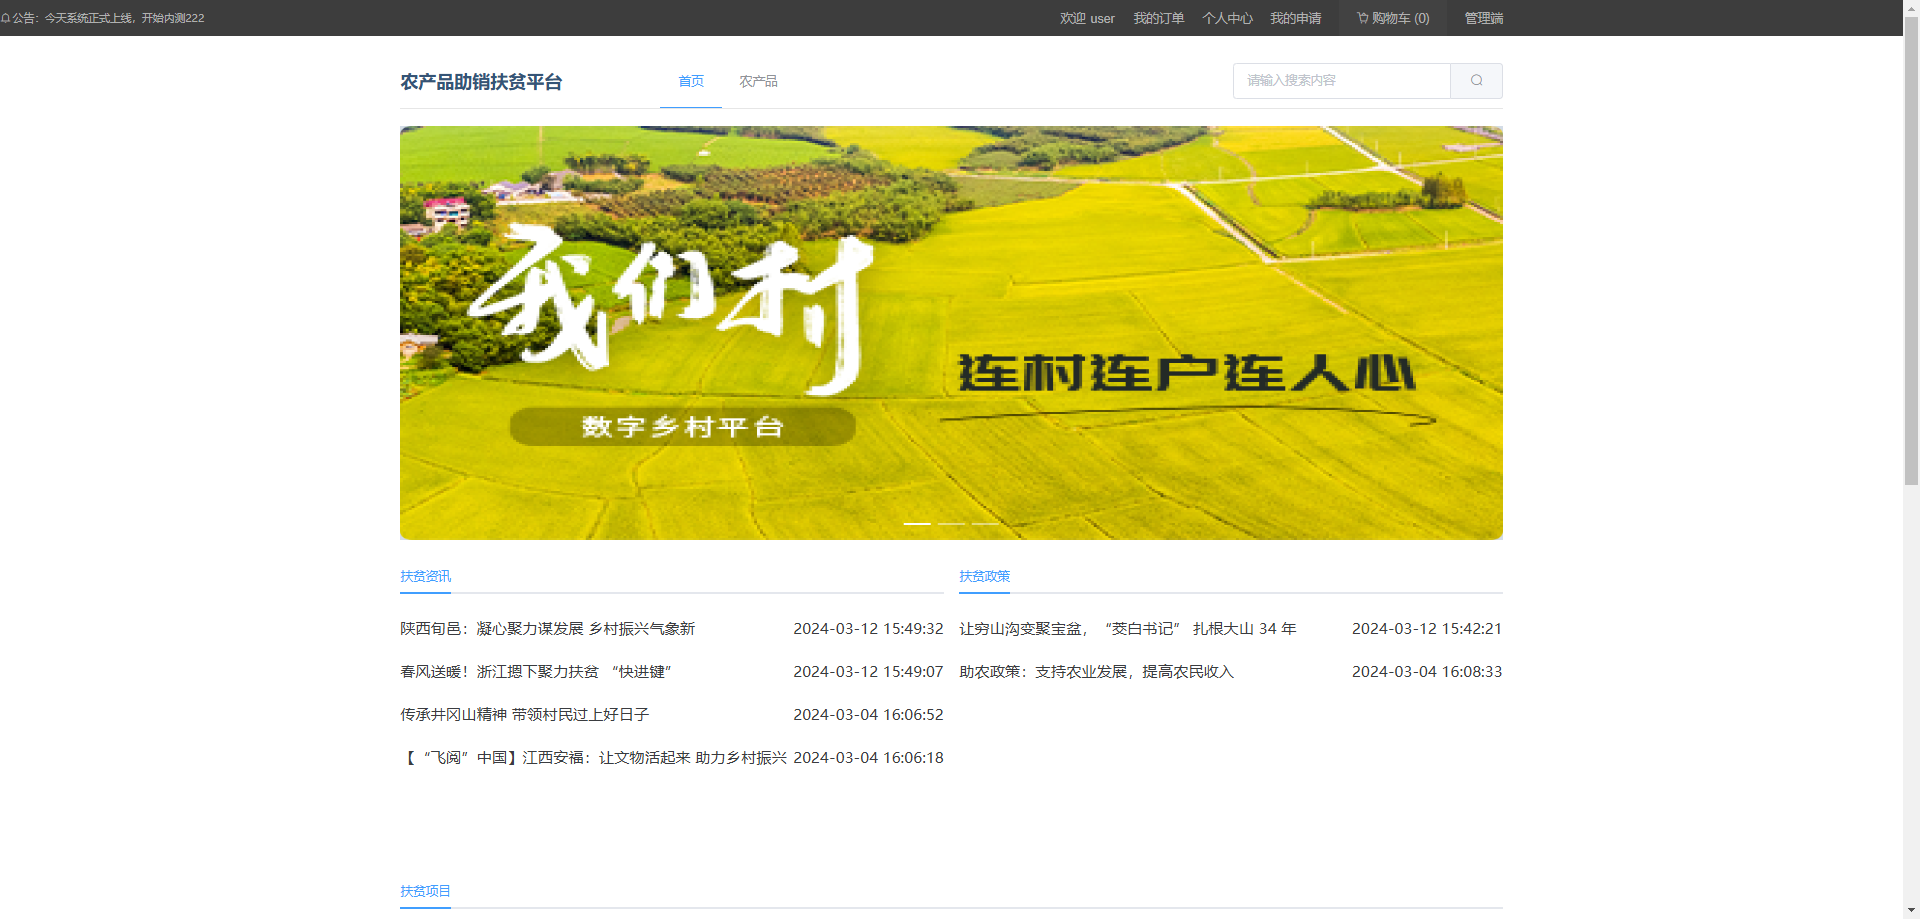 公告：今天系统正式上线，开始内测222
欢迎 user 我的订单 个人中心 我的申请 购物车 (0) 管理端
农产品助销扶贫平台 首页 农产品 请输入搜索内容
我们村
连村连户连人心
数字乡村平台
扶贫资讯
陕西旬邑：凝心聚力谋发展 乡村振兴气象新 2024-03-12 15:49:32
春风送暖！浙江摁下聚力扶贫 “快进键” 2024-03-12 15:49:07
传承井冈山精神 带领村民过上好日子 2024-03-04 16:06:52
【 “飞阅” 中国】江西安福：让文物活起来 助力乡村振兴 2024-03-04 16:06:18
扶贫政策
让穷山沟变聚宝盆， “茭白书记” 扎根大山 34 年 2024-03-12 15:42:21
助农政策：支持农业发展，提高农民收入 2024-03-04 16:08:33
扶贫项目